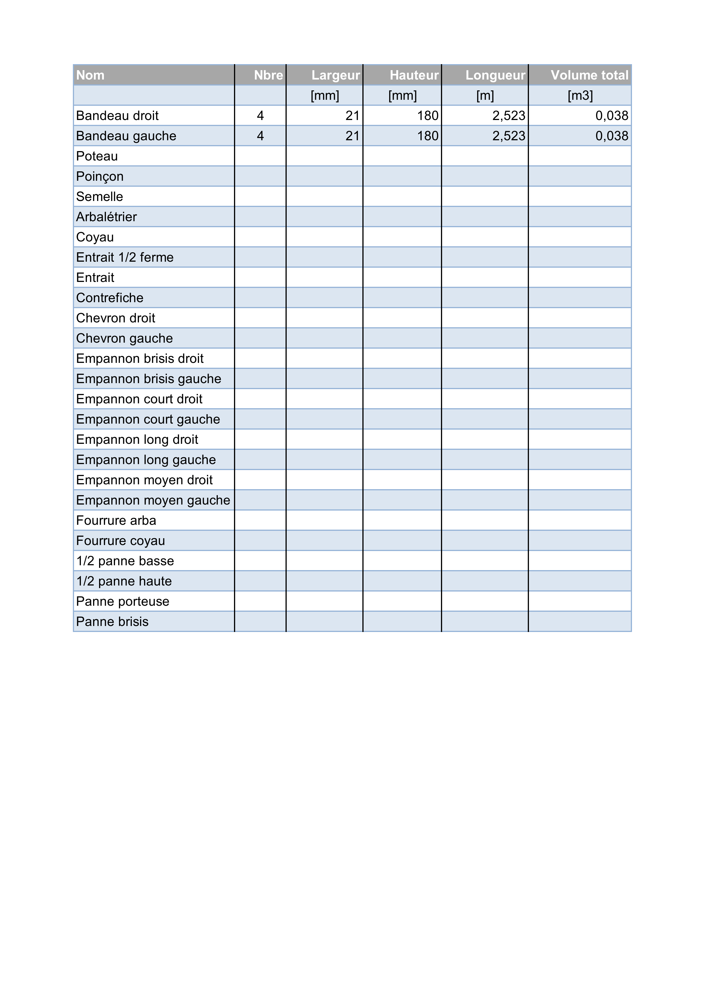 Nom Nbre Largeur Hauteur Longueur Volume total
[mm] [mm] [m] [m3]
Bandeau droit 4 21 180 2,523 0,038
Bandeau gauche 4 21 180 2,523 0,038
Poteau
Poinçon
Semelle
Arbalétrier
Coyau
Entrait 1/2 ferme
Entrait
Contrefiche
Chevron droit
Chevron gauche
Empannon brisis droit
Empannon brisis gauche
Empannon court droit
Empannon court gauche
Empannon long droit
Empannon long gauche
Empannon moyen droit
Empannon moyen gauche
Fourrure arba
Fourrure coyau
1/2 panne basse
1/2 panne haute
Panne porteuse
Panne brisis